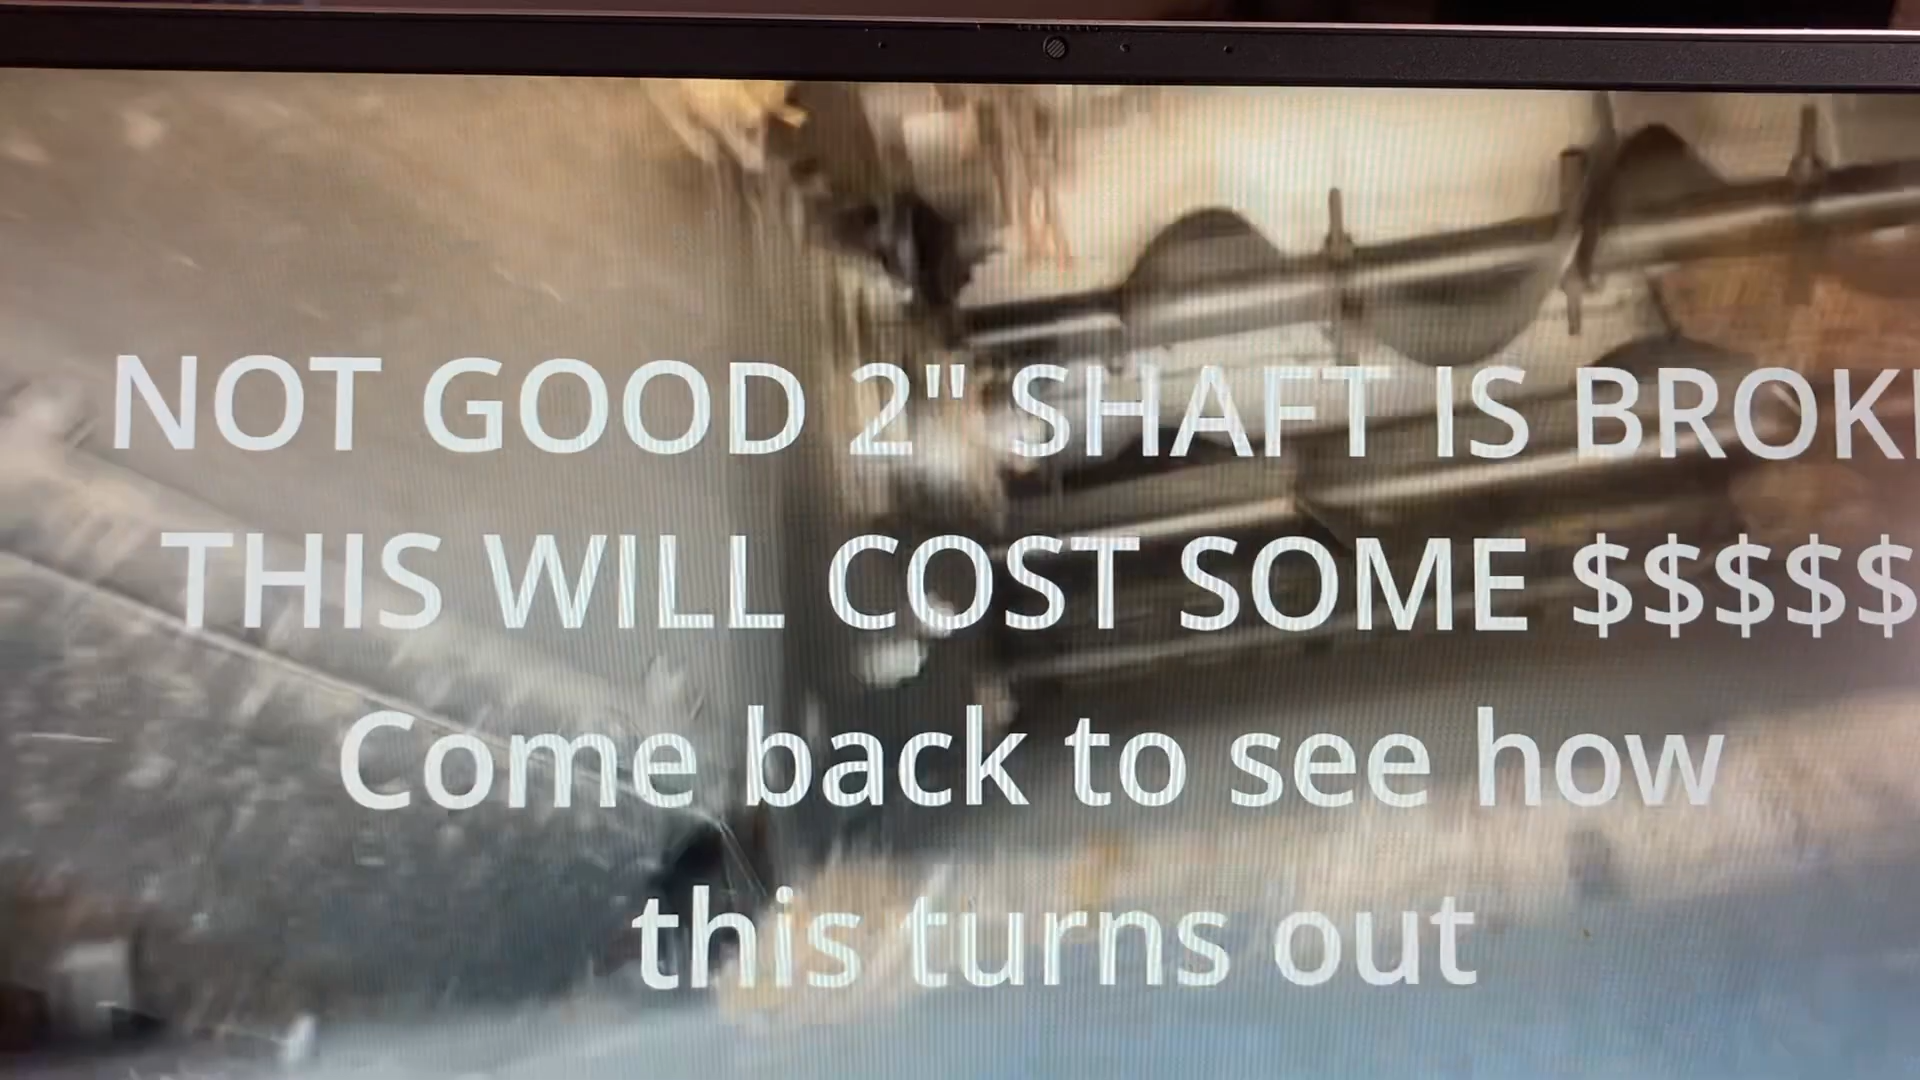 NOT GOOD 2" SHAFT IS BROK
THIS WILL COST SOME $$$$$
Come back to see how
this turns out